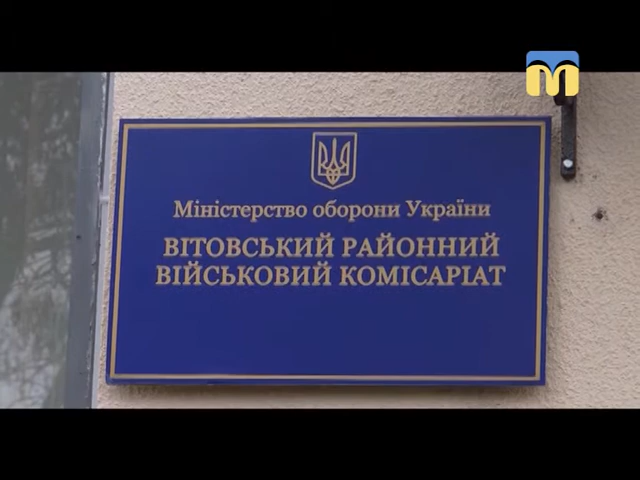 М
Міністерство оборони України
ВІТОВСЬКИЙ РАЙОННИЙ
ВІЙСЬКОВИЙ КОМІСАРІАТ